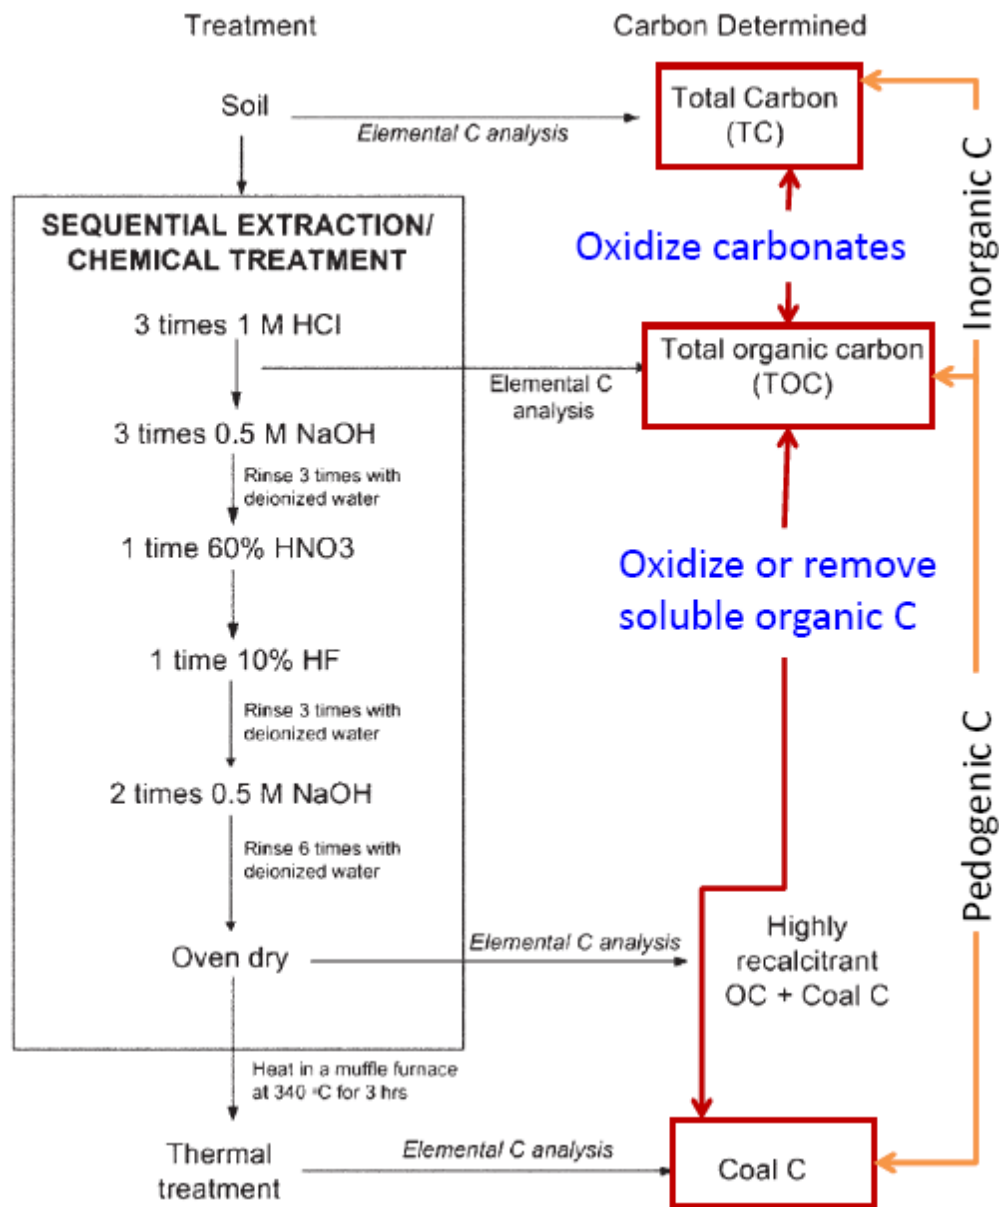 Treatment
Carbon Determined
Soil
Elemental C analysis
Total Carbon
(TC)
SEQUENTIAL EXTRACTION/
CHEMICAL TREATMENT
Oxidize carbonates
Inorganic C
3 times 1 M HCl
Elemental C
analysis
Total organic carbon
(TOC)
3 times 0.5 M NaOH
Rinse 3 times with
deionized water
1 time 60% HNO3
Oxidize or remove
soluble organic C
1 time 10% HF
Rinse 3 times with
deionized water
2 times 0.5 M NaOH
Rinse 6 times with
deionized water
Pedogenic C
Oven dry
Elemental C analysis
Highly
recalcitrant
OC + Coal C
Heat in a muffle furnace
at 340 ºC for 3 hrs
Thermal
treatment
Elemental C analysis
Coal C